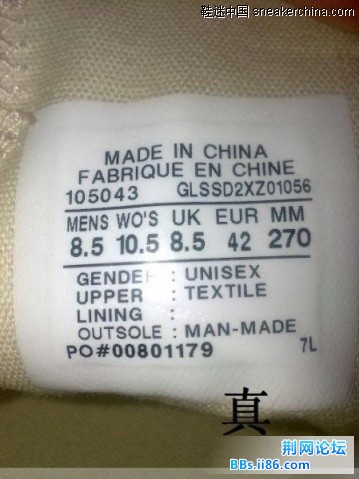 鞋迷中国 | sneakerchina.com
MADE IN CHINA
FABRIQUE EN CHINE
105043 GLSSD2XZ01056
MENS WO'S UK EUR MM
8.5 10.5 8.5 42 270
GENDER : UNISEX
UPPER : TEXTILE
LINING :
OUTSOLE : MAN-MADE
PO#00801179 7L
真
荆网论坛
BBs.ii86.com